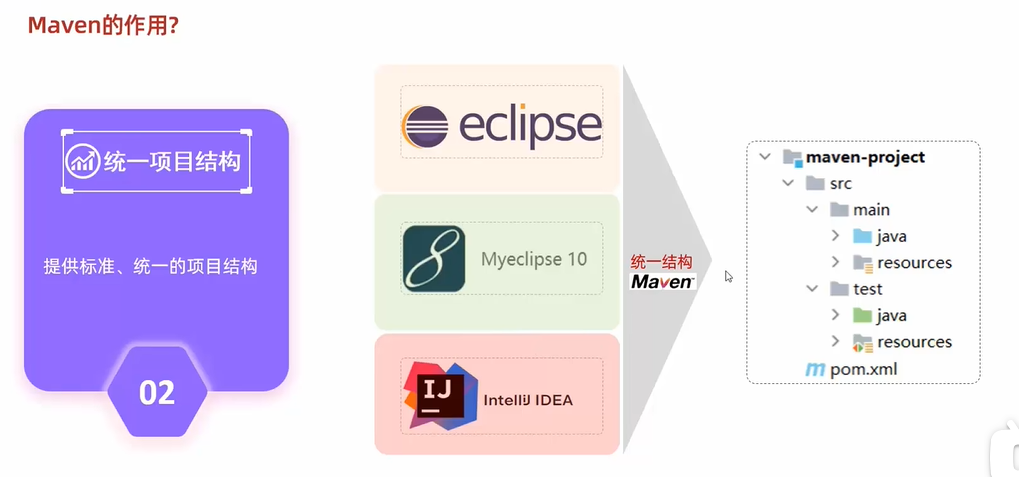 Maven的作用?
统一项目结构
提供标准、统一的项目结构
02
eclipse
Myeclipse 10
IJ
IntelliJ IDEA
统一结构
Maven™
maven-project
src
main
java
resources
test
java
resources
m pom.xml